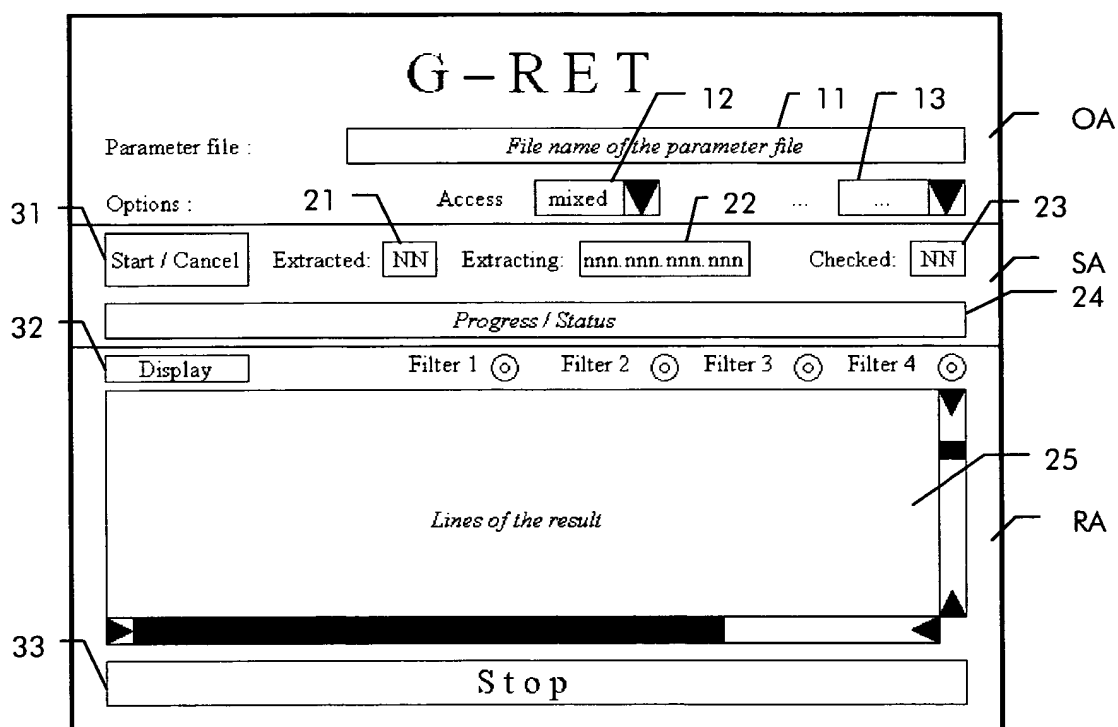 G-RET
12 11 13
OA
Parameter file : File name of the parameter file
Options : Access mixed ... ...
31 21 22 23
Start / Cancel Extracted: NN Extracting: nnn.nnn.nnn.nnn Checked: NN
SA
24
Progress / Status
32
Display Filter 1 Filter 2 Filter 3 Filter 4
25
Lines of the result
RA
33
Stop